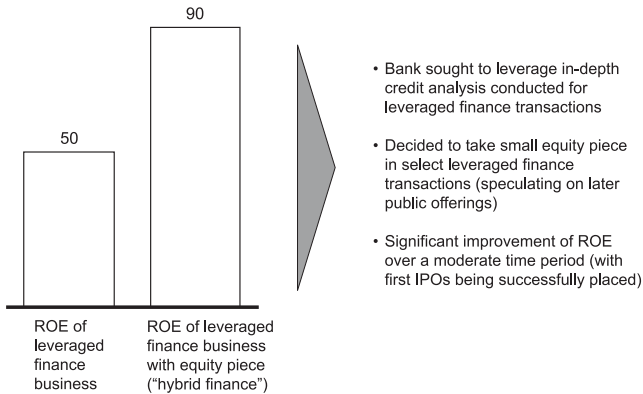 50
90
ROE of
leveraged
finance
business
ROE of leveraged
finance business
with equity piece
(“hybrid finance”)
• Bank sought to leverage in-depth
credit analysis conducted for
leveraged finance transactions
• Decided to take small equity piece
in select leveraged finance
transactions (speculating on later
public offerings)
• Significant improvement of ROE
over a moderate time period (with
first IPOs being successfully placed)